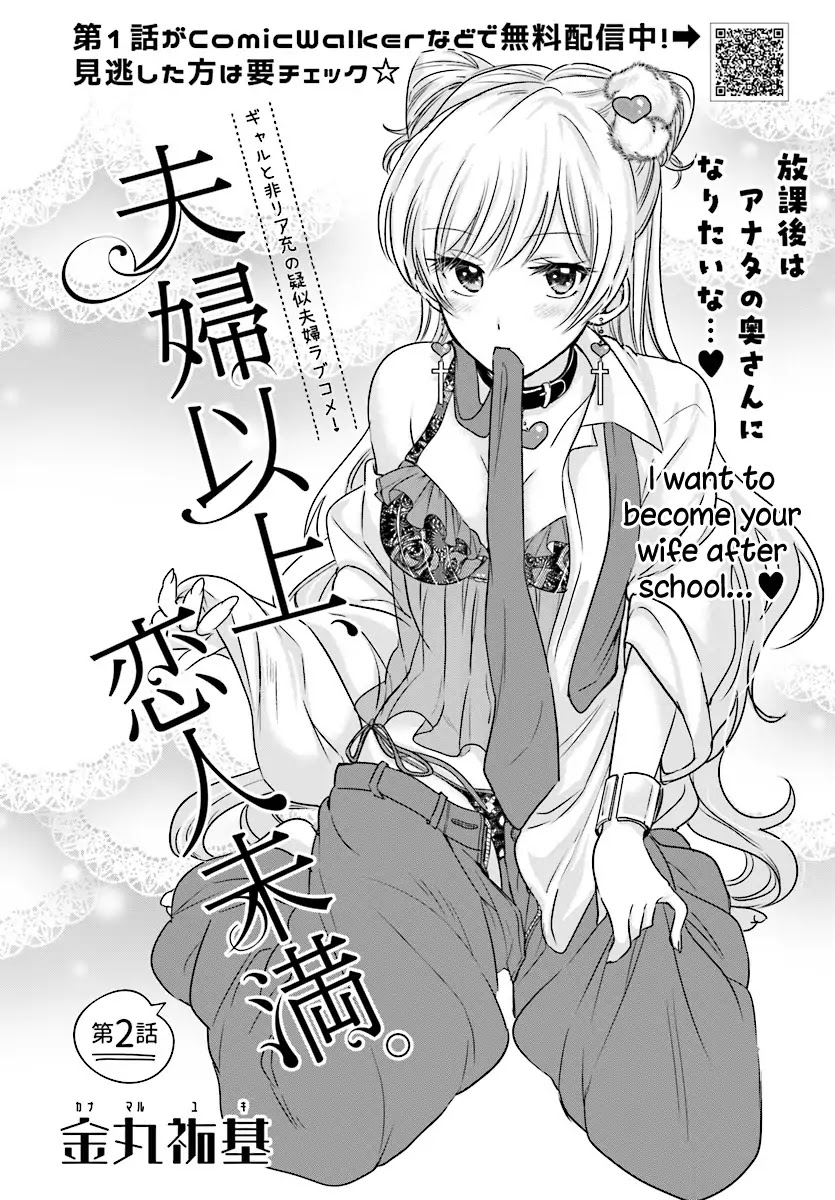 第1話がComicWalkerなどで無料配信中!➡
見逃した方は要チェック☆
放課後は
アナタの奥さんに
なりたいな…♥
I want to
become your
wife after
school... ♥
ギャルと非リア充の疑似夫婦ラブコメ!
夫婦以上、
恋人未満。
第2話
カナ マル ユ キ
金丸祐基